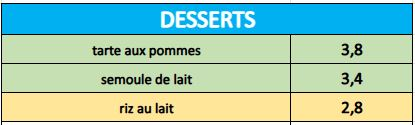 DESSERTS
tarte aux pommes 3,8
semoule de lait 3,4
riz au lait 2,8